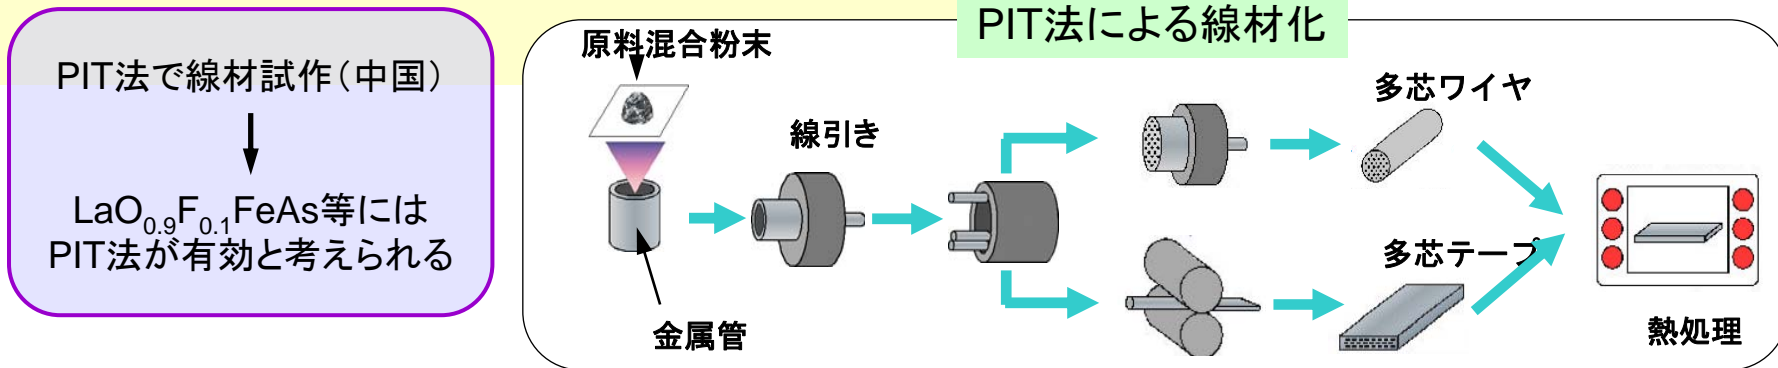 PIT法で線材試作(中国)
LaO₀.₉F₀.₁FeAs等には
PIT法が有効と考えられる
PIT法による線材化
原料混合粉末
線引き
金属管
多芯ワイヤ
多芯テープ
熱処理